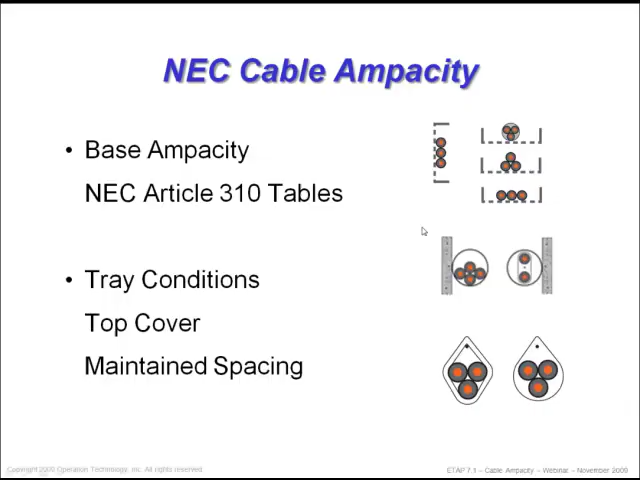 NEC Cable Ampacity
• Base Ampacity
NEC Article 310 Tables
• Tray Conditions
Top Cover
Maintained Spacing
Copyright 2009 Operation Technology, Inc. All rights reserved.
ETAP 7.1 – Cable Ampacity – Webinar – November 2009